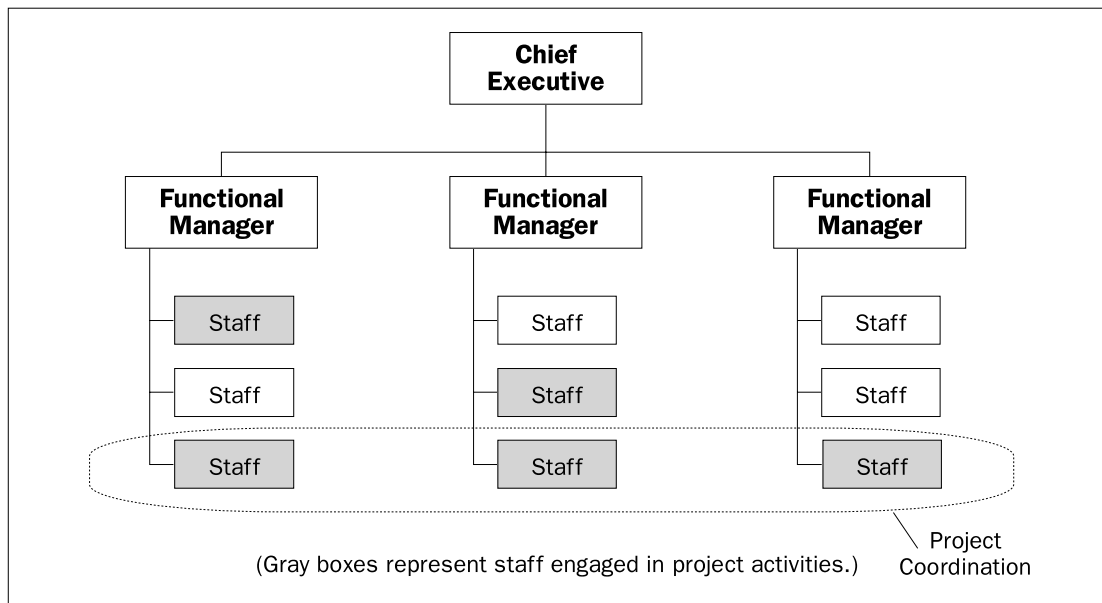 Chief
Executive
Functional
Manager
Functional
Manager
Functional
Manager
Staff
Staff
Staff
Staff
Staff
Staff
Staff
Staff
Staff
Project
Coordination
(Gray boxes represent staff engaged in project activities.)